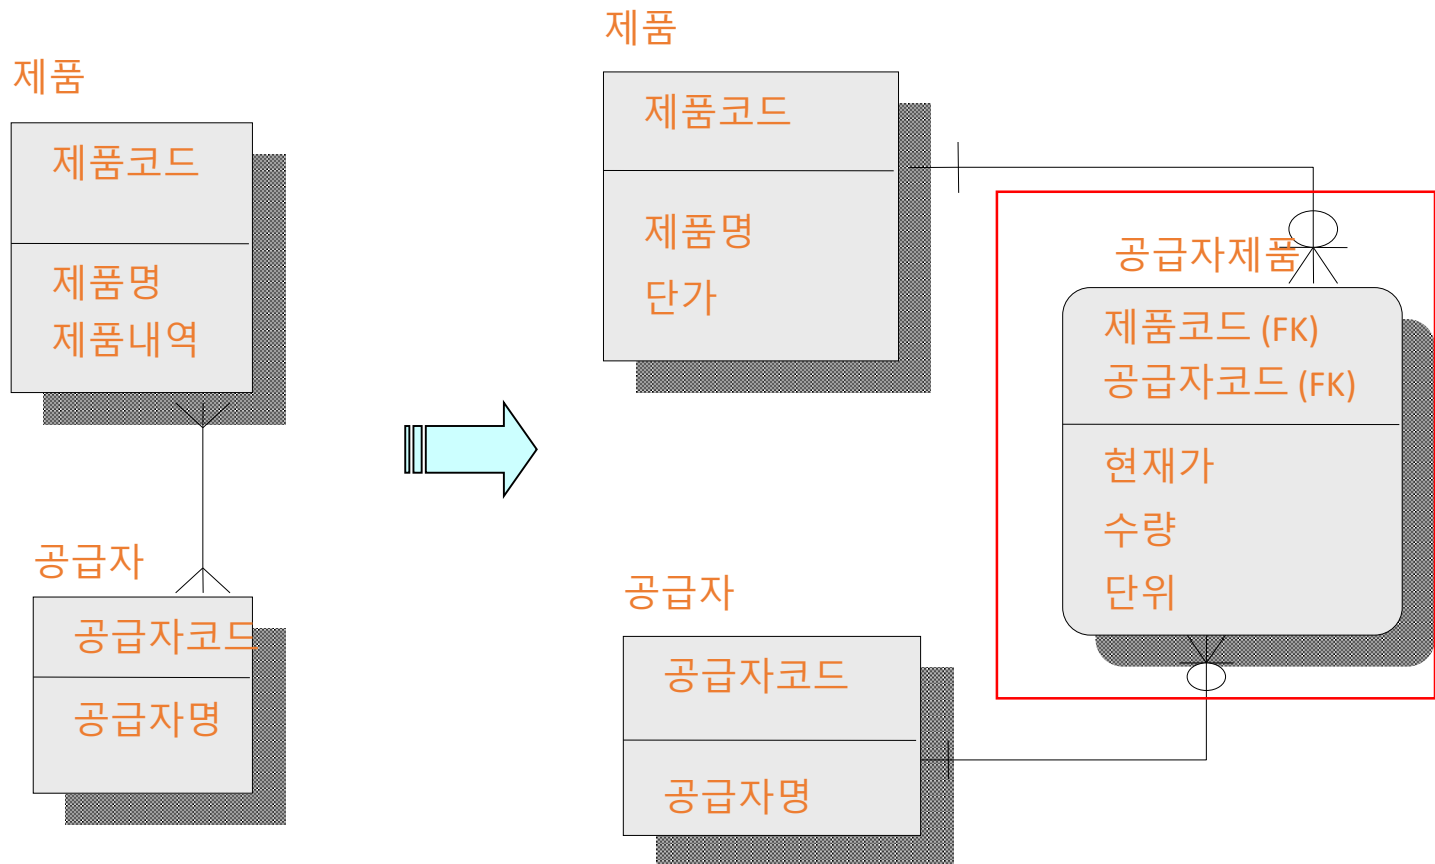 제품
제품코드
제품명
제품내역
공급자
공급자코드
공급자명
제품
제품코드
제품명
단가
공급자제품
제품코드 (FK)
공급자코드 (FK)
현재가
수량
단위
공급자
공급자코드
공급자명